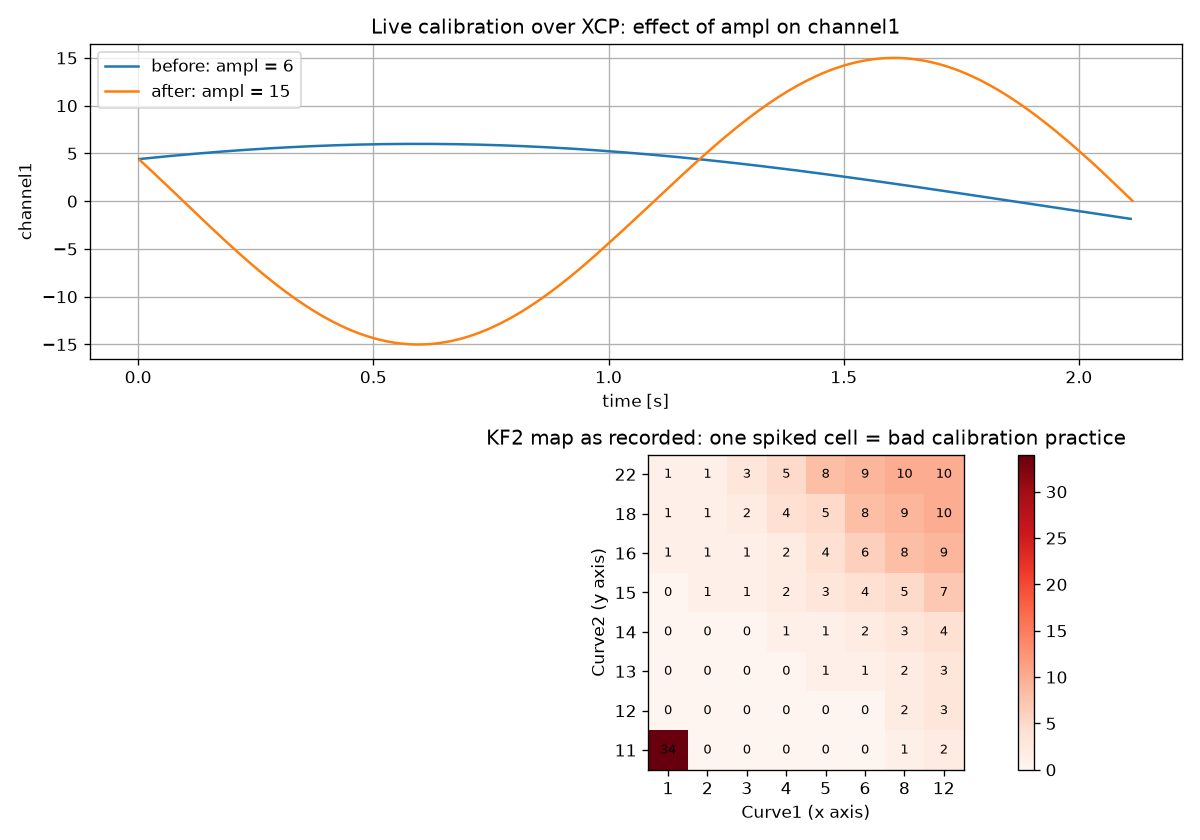 Live calibration over XCP: effect of ampl on channel1
before: ampl = 6
after: ampl = 15
channel1
15
10
5
0
−5
−10
−15
0.0 0.5 1.0 1.5 2.0
time [s]
KF2 map as recorded: one spiked cell = bad calibration practice
Curve2 (y axis)
22 1 1 3 5 8 9 10 10
18 1 1 2 4 5 8 9 10
16 1 1 1 2 4 6 8 9
15 0 1 1 2 3 4 5 7
14 0 0 0 1 1 2 3 4
13 0 0 0 0 1 1 2 3
12 0 0 0 0 0 0 2 3
11 34 0 0 0 0 0 1 2
1 2 3 4 5 6 8 12
Curve1 (x axis)
30
25
20
15
10
5
0